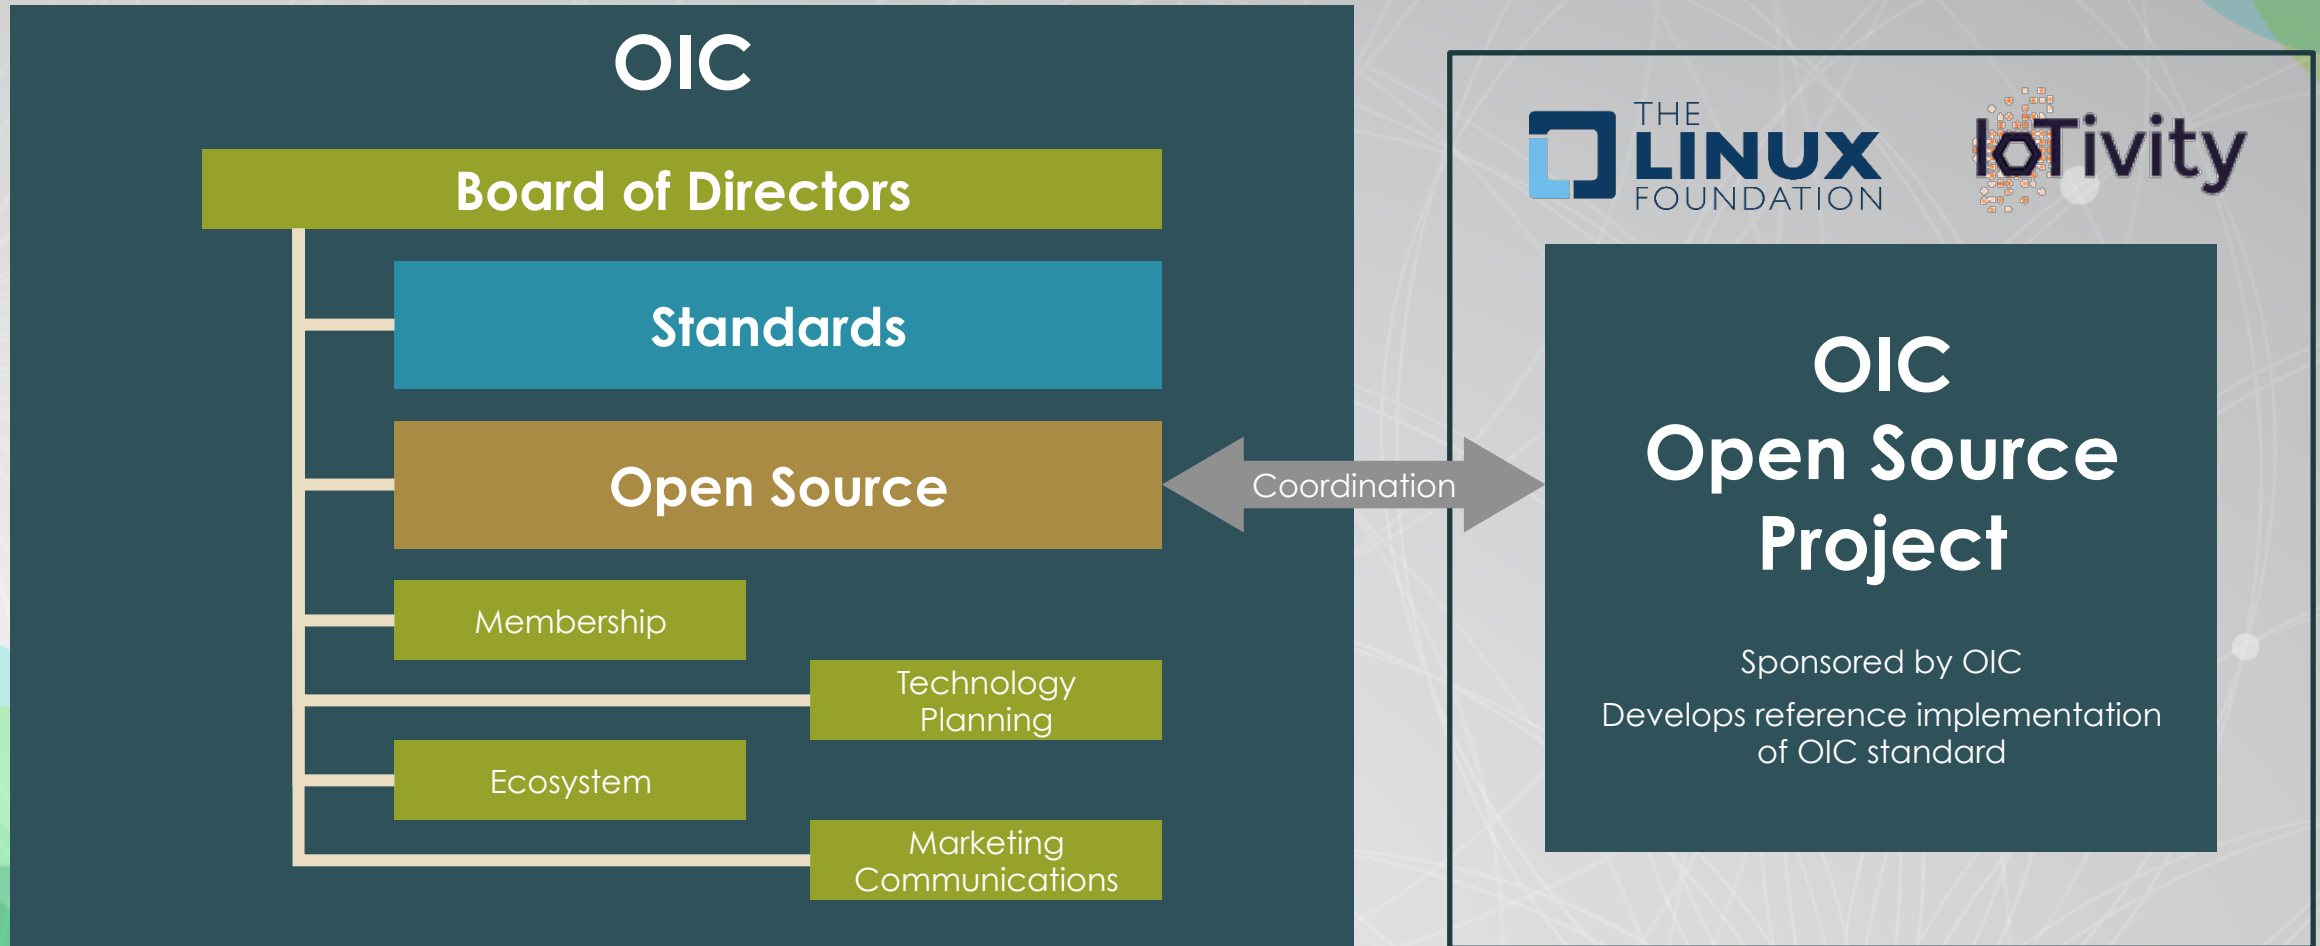 OIC
Board of Directors
Standards
Open Source
Membership
Technology
Planning
Ecosystem
Marketing
Communications
Coordination
THE
LINUX
FOUNDATION
IoTivity
OIC
Open Source
Project
Sponsored by OIC
Develops reference implementation
of OIC standard